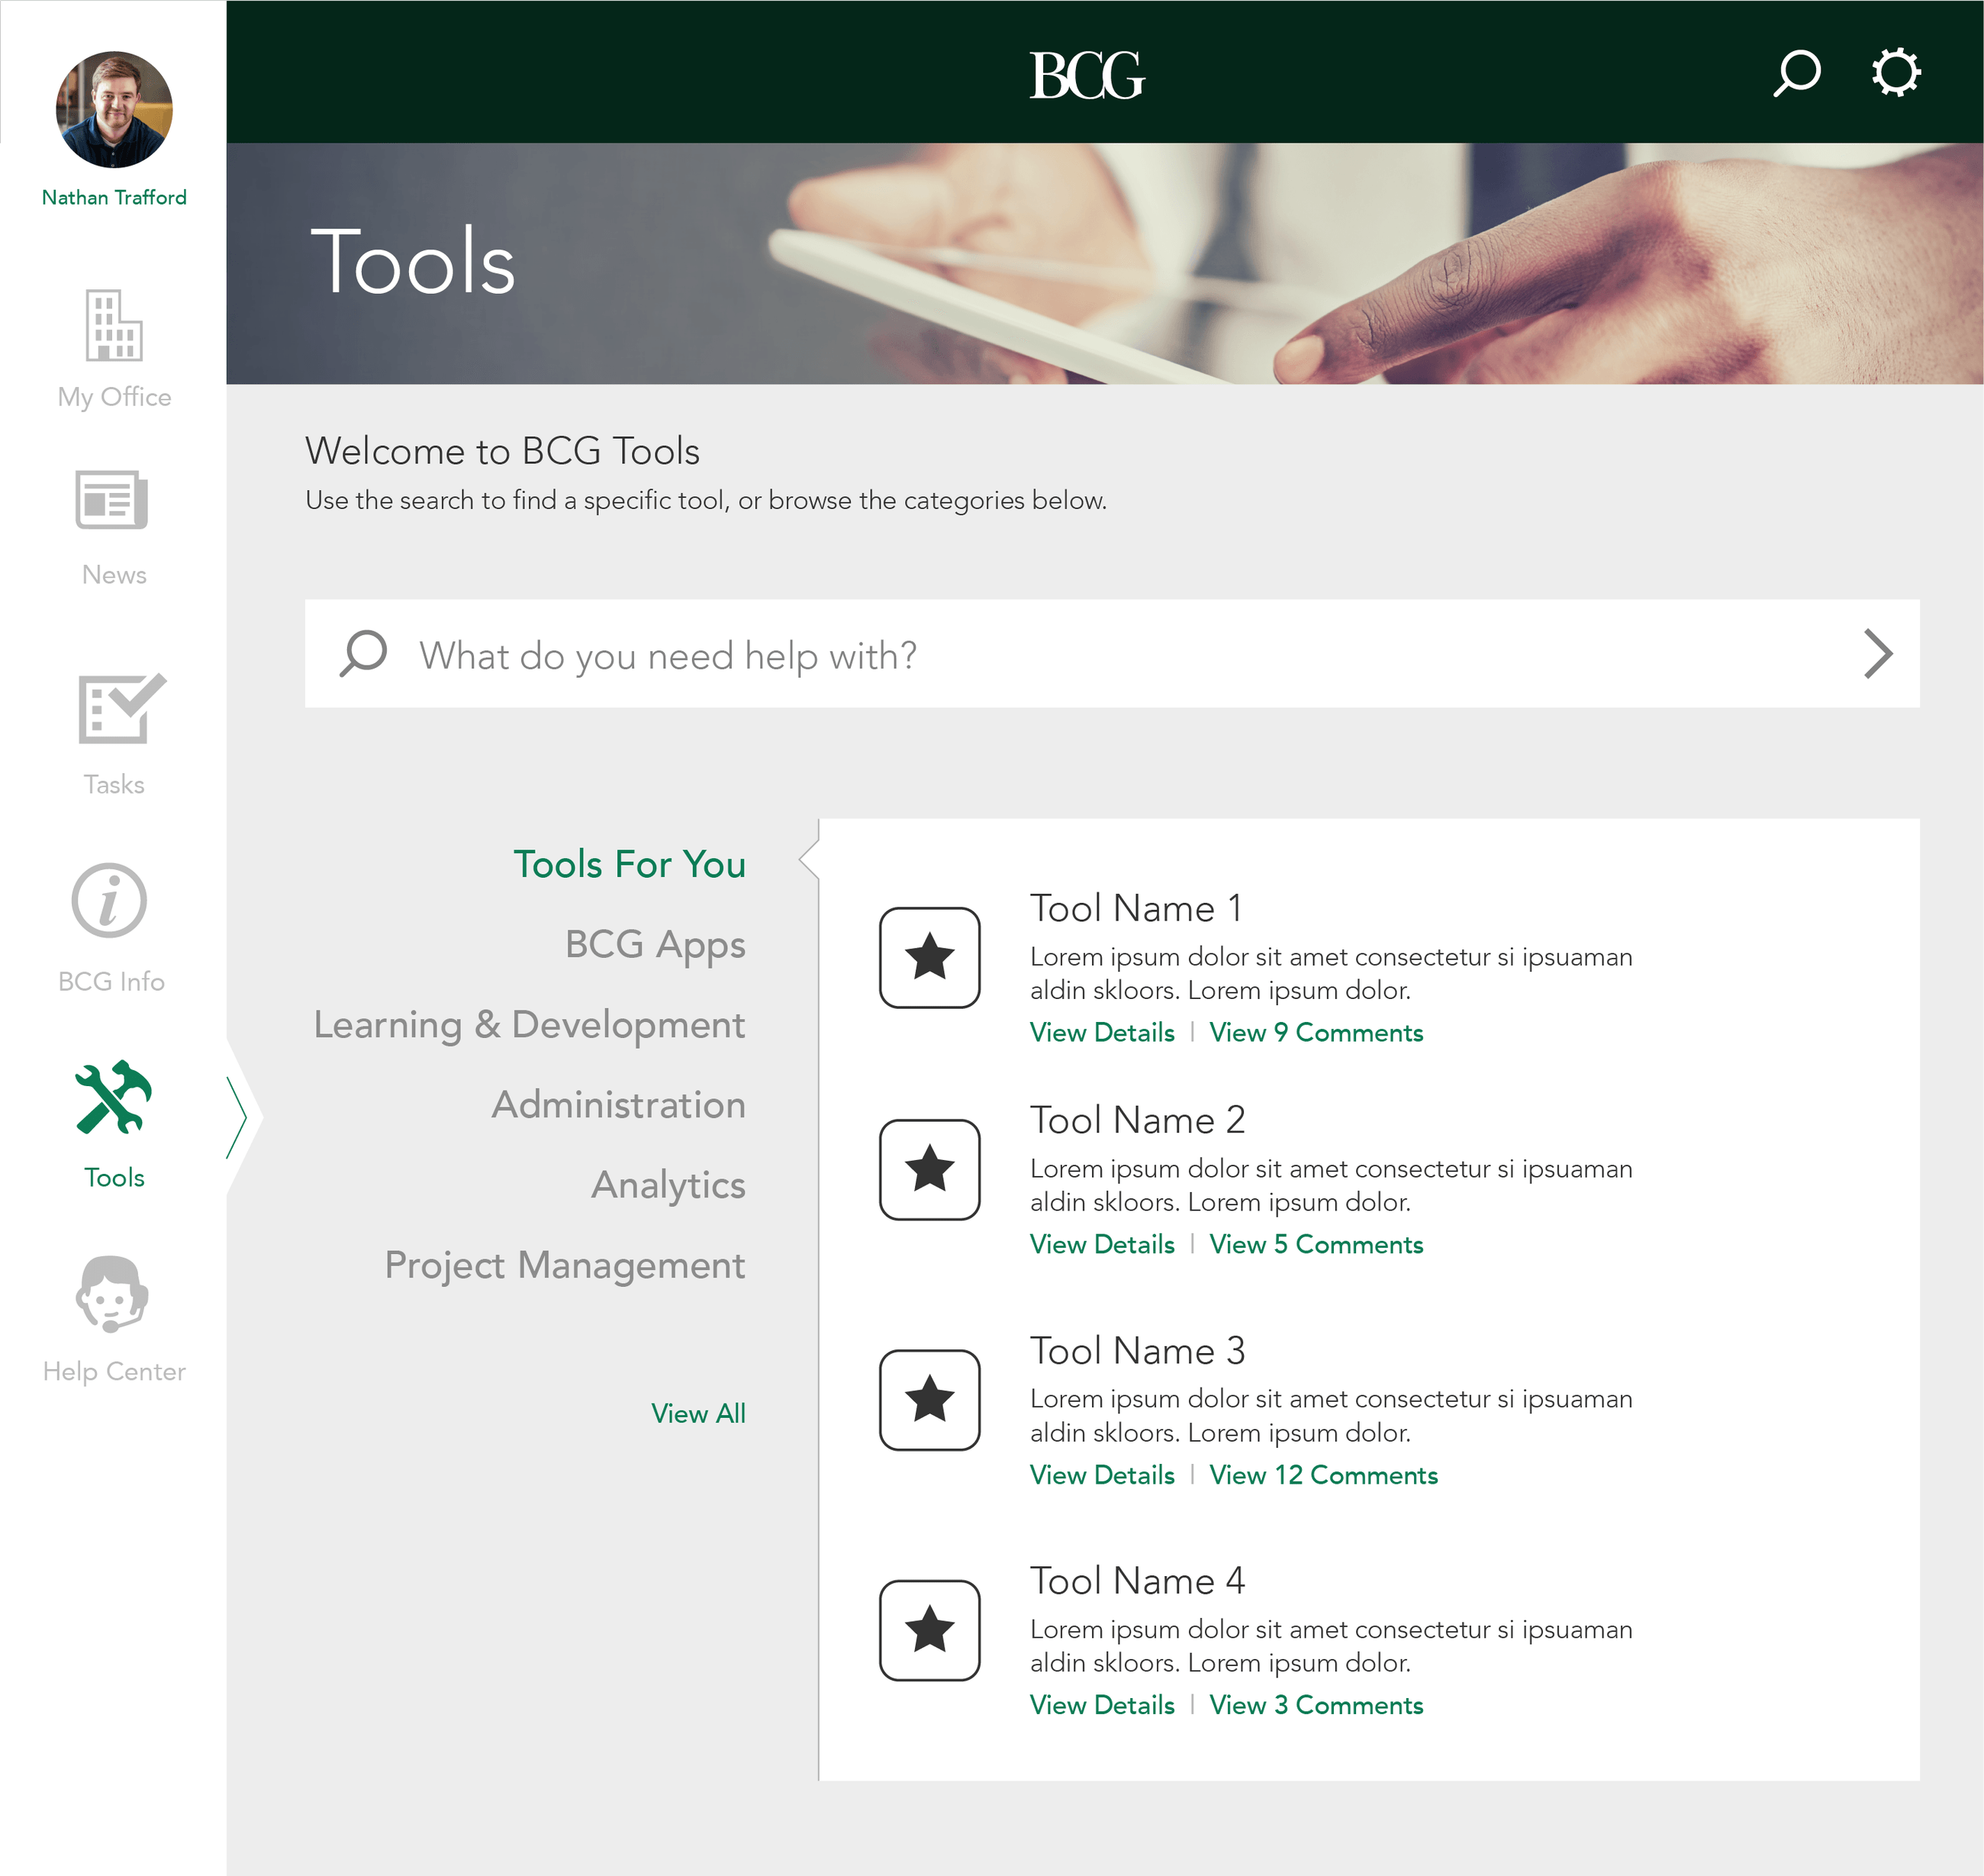 BCG
Nathan Trafford
My Office
News
Tasks
BCG Info
Tools
Help Center
Tools
Welcome to BCG Tools
Use the search to find a specific tool, or browse the categories below.
What do you need help with?
Tools For You
BCG Apps
Learning & Development
Administration
Analytics
Project Management
View All
Tool Name 1
Lorem ipsum dolor sit amet consectetur si ipsuaman
aldin skloors. Lorem ipsum dolor.
View Details | View 9 Comments
Tool Name 2
Lorem ipsum dolor sit amet consectetur si ipsuaman
aldin skloors. Lorem ipsum dolor.
View Details | View 5 Comments
Tool Name 3
Lorem ipsum dolor sit amet consectetur si ipsuaman
aldin skloors. Lorem ipsum dolor.
View Details | View 12 Comments
Tool Name 4
Lorem ipsum dolor sit amet consectetur si ipsuaman
aldin skloors. Lorem ipsum dolor.
View Details | View 3 Comments